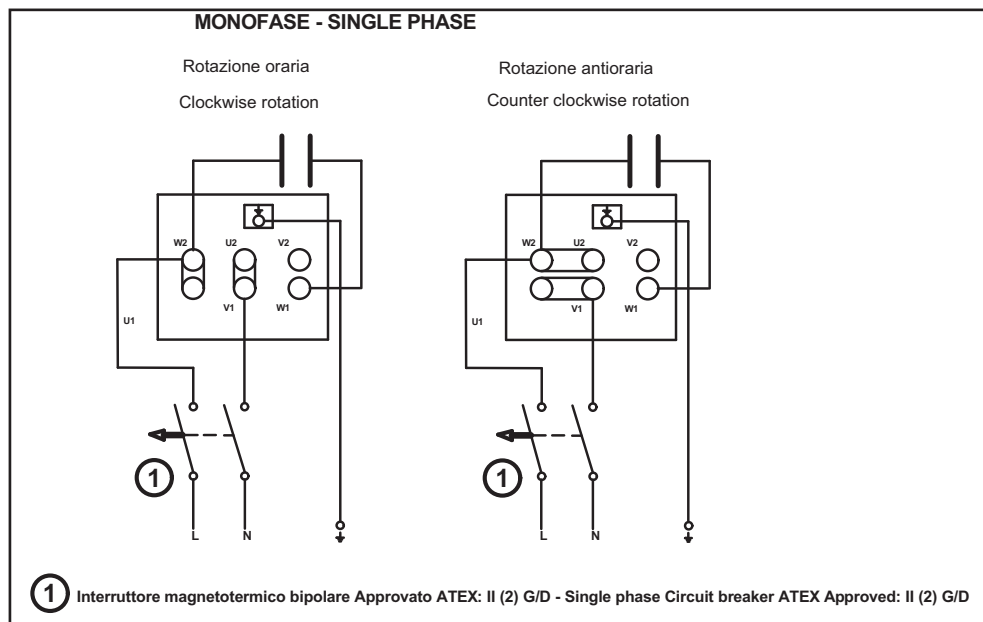 MONOFASE - SINGLE PHASE
Rotazione oraria
Clockwise rotation
Rotazione antioraria
Counter clockwise rotation
W2 U2 V2
U1 V1 W1
1
L N
W2 U2 V2
U1 V1 W1
1
L N
1 Interruttore magnetotermico bipolare Approvato ATEX: II (2) G/D - Single phase Circuit breaker ATEX Approved: II (2) G/D